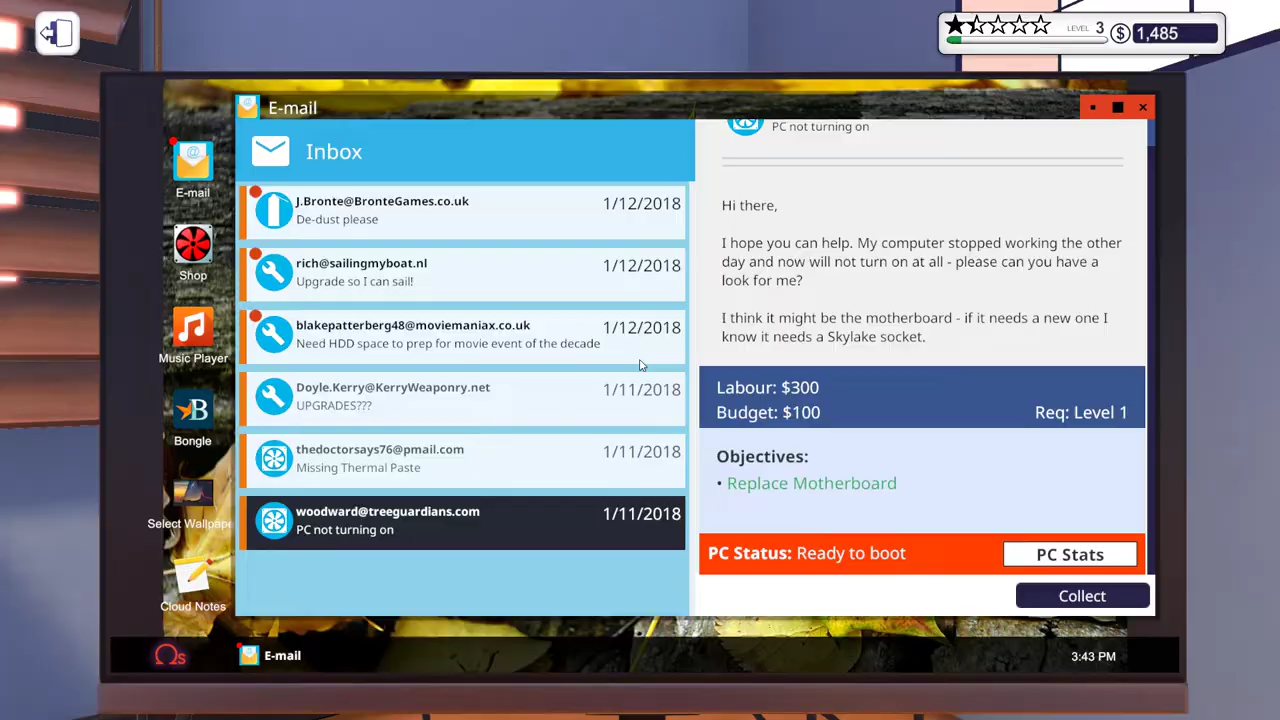 LEVEL 3 $ 1,485
E-mail
PC not turning on
Inbox
E-mail
Shop
Music Player
Bongle
Select Wallpape
Cloud Notes
J.Bronte@BronteGames.co.uk 1/12/2018
De-dust please
rich@sailingmyboat.nl 1/12/2018
Upgrade so I can sail!
blakepatterberg48@moviemaniax.co.uk 1/12/2018
Need HDD space to prep for movie event of the decade
Doyle.Kerry@KerryWeaponry.net 1/11/2018
UPGRADES???
thedoctorsays76@pmail.com 1/11/2018
Missing Thermal Paste
woodward@treeguardians.com 1/11/2018
PC not turning on
Hi there,
I hope you can help. My computer stopped working the other
day and now will not turn on at all - please can you have a
look for me?
I think it might be the motherboard - if it needs a new one I
know it needs a Skylake socket.
Labour: $300
Budget: $100 Req: Level 1
Objectives:
• Replace Motherboard
PC Status: Ready to boot PC Stats
Collect
Ωs E-mail 3:43 PM